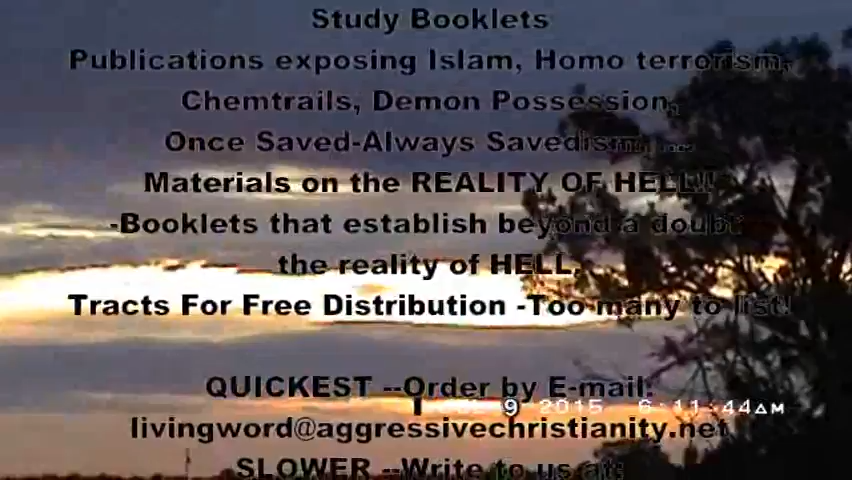 Study Booklets
Publications exposing Islam, Homo terrorism,
Chemtrails, Demon Possession,
Once Saved-Always Savedism, ....
Materials on the REALITY OF HELL!!
-Booklets that establish beyond a doubt
the reality of HELL,
Tracts For Free Distribution -Too many to list!
QUICKEST --Order by E-mail:
9 2015 6:11:44AM
livingword@aggressivechristianity.net
SLOWER --Write to us at: